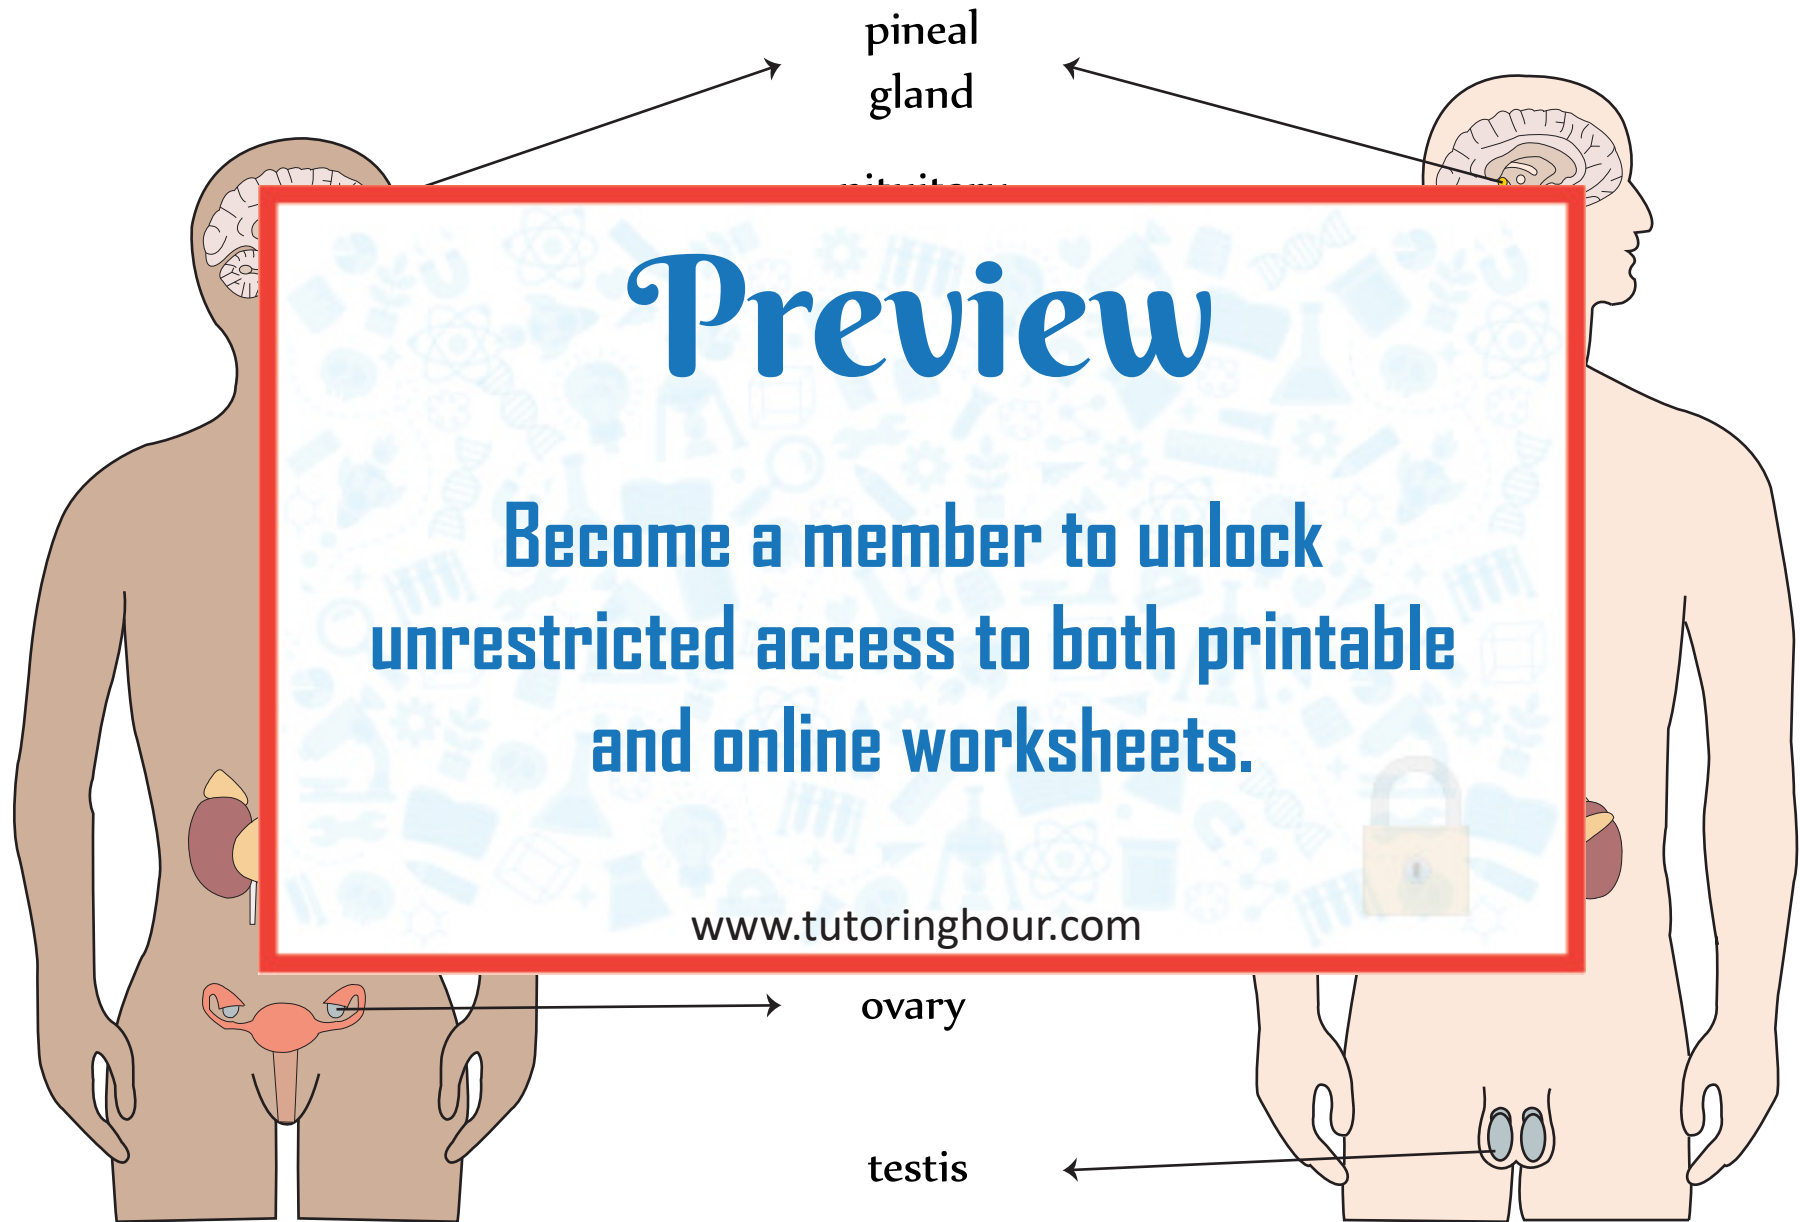 pineal
gland
Preview
Become a member to unlock
unrestricted access to both printable
and online worksheets.
www.tutoringhour.com
ovary
testis